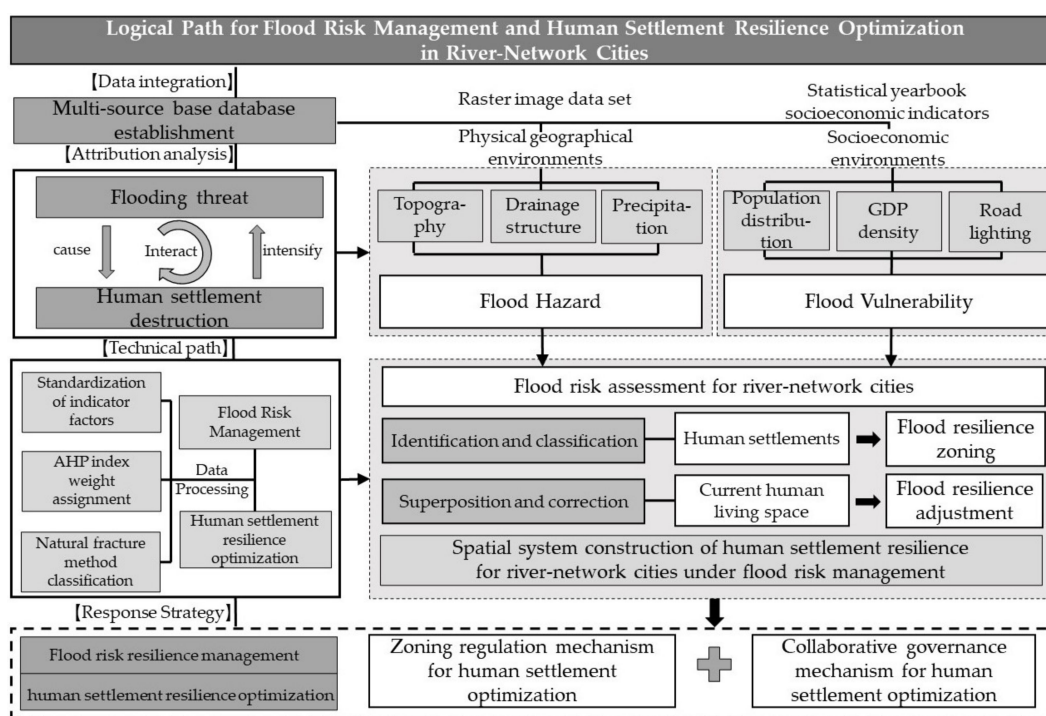 Logical Path for Flood Risk Management and Human Settlement Resilience Optimization
in River-Network Cities
【Data integration】
Multi-source base database
establishment
Raster image data set
Statistical yearbook
socioeconomic indicators
【Attribution analysis】
Physical geographical
environments
Socioeconomic
environments
Flooding threat
cause
Interact
intensify
Human settlement
destruction
Topogra-
phy
Drainage
structure
Precipita-
tion
Population
distribu-
tion
GDP
density
Road
lighting
Flood Hazard
Flood Vulnerability
【Technical path】
Standardization
of indicator
factors
AHP index
weight
assignment
Natural fracture
method
classification
Data
Processing
Flood Risk
Management
Human settlement
resilience
optimization
Flood risk assessment for river-network cities
Identification and classification
Human settlements
Flood resilience
zoning
Superposition and correction
Current human
living space
Flood resilience
adjustment
Spatial system construction of human settlement resilience
for river-network cities under flood risk management
【Response Strategy】
Flood risk resilience management
human settlement resilience optimization
Zoning regulation mechanism
for human settlement
optimization
Collaborative governance
mechanism for human
settlement optimization